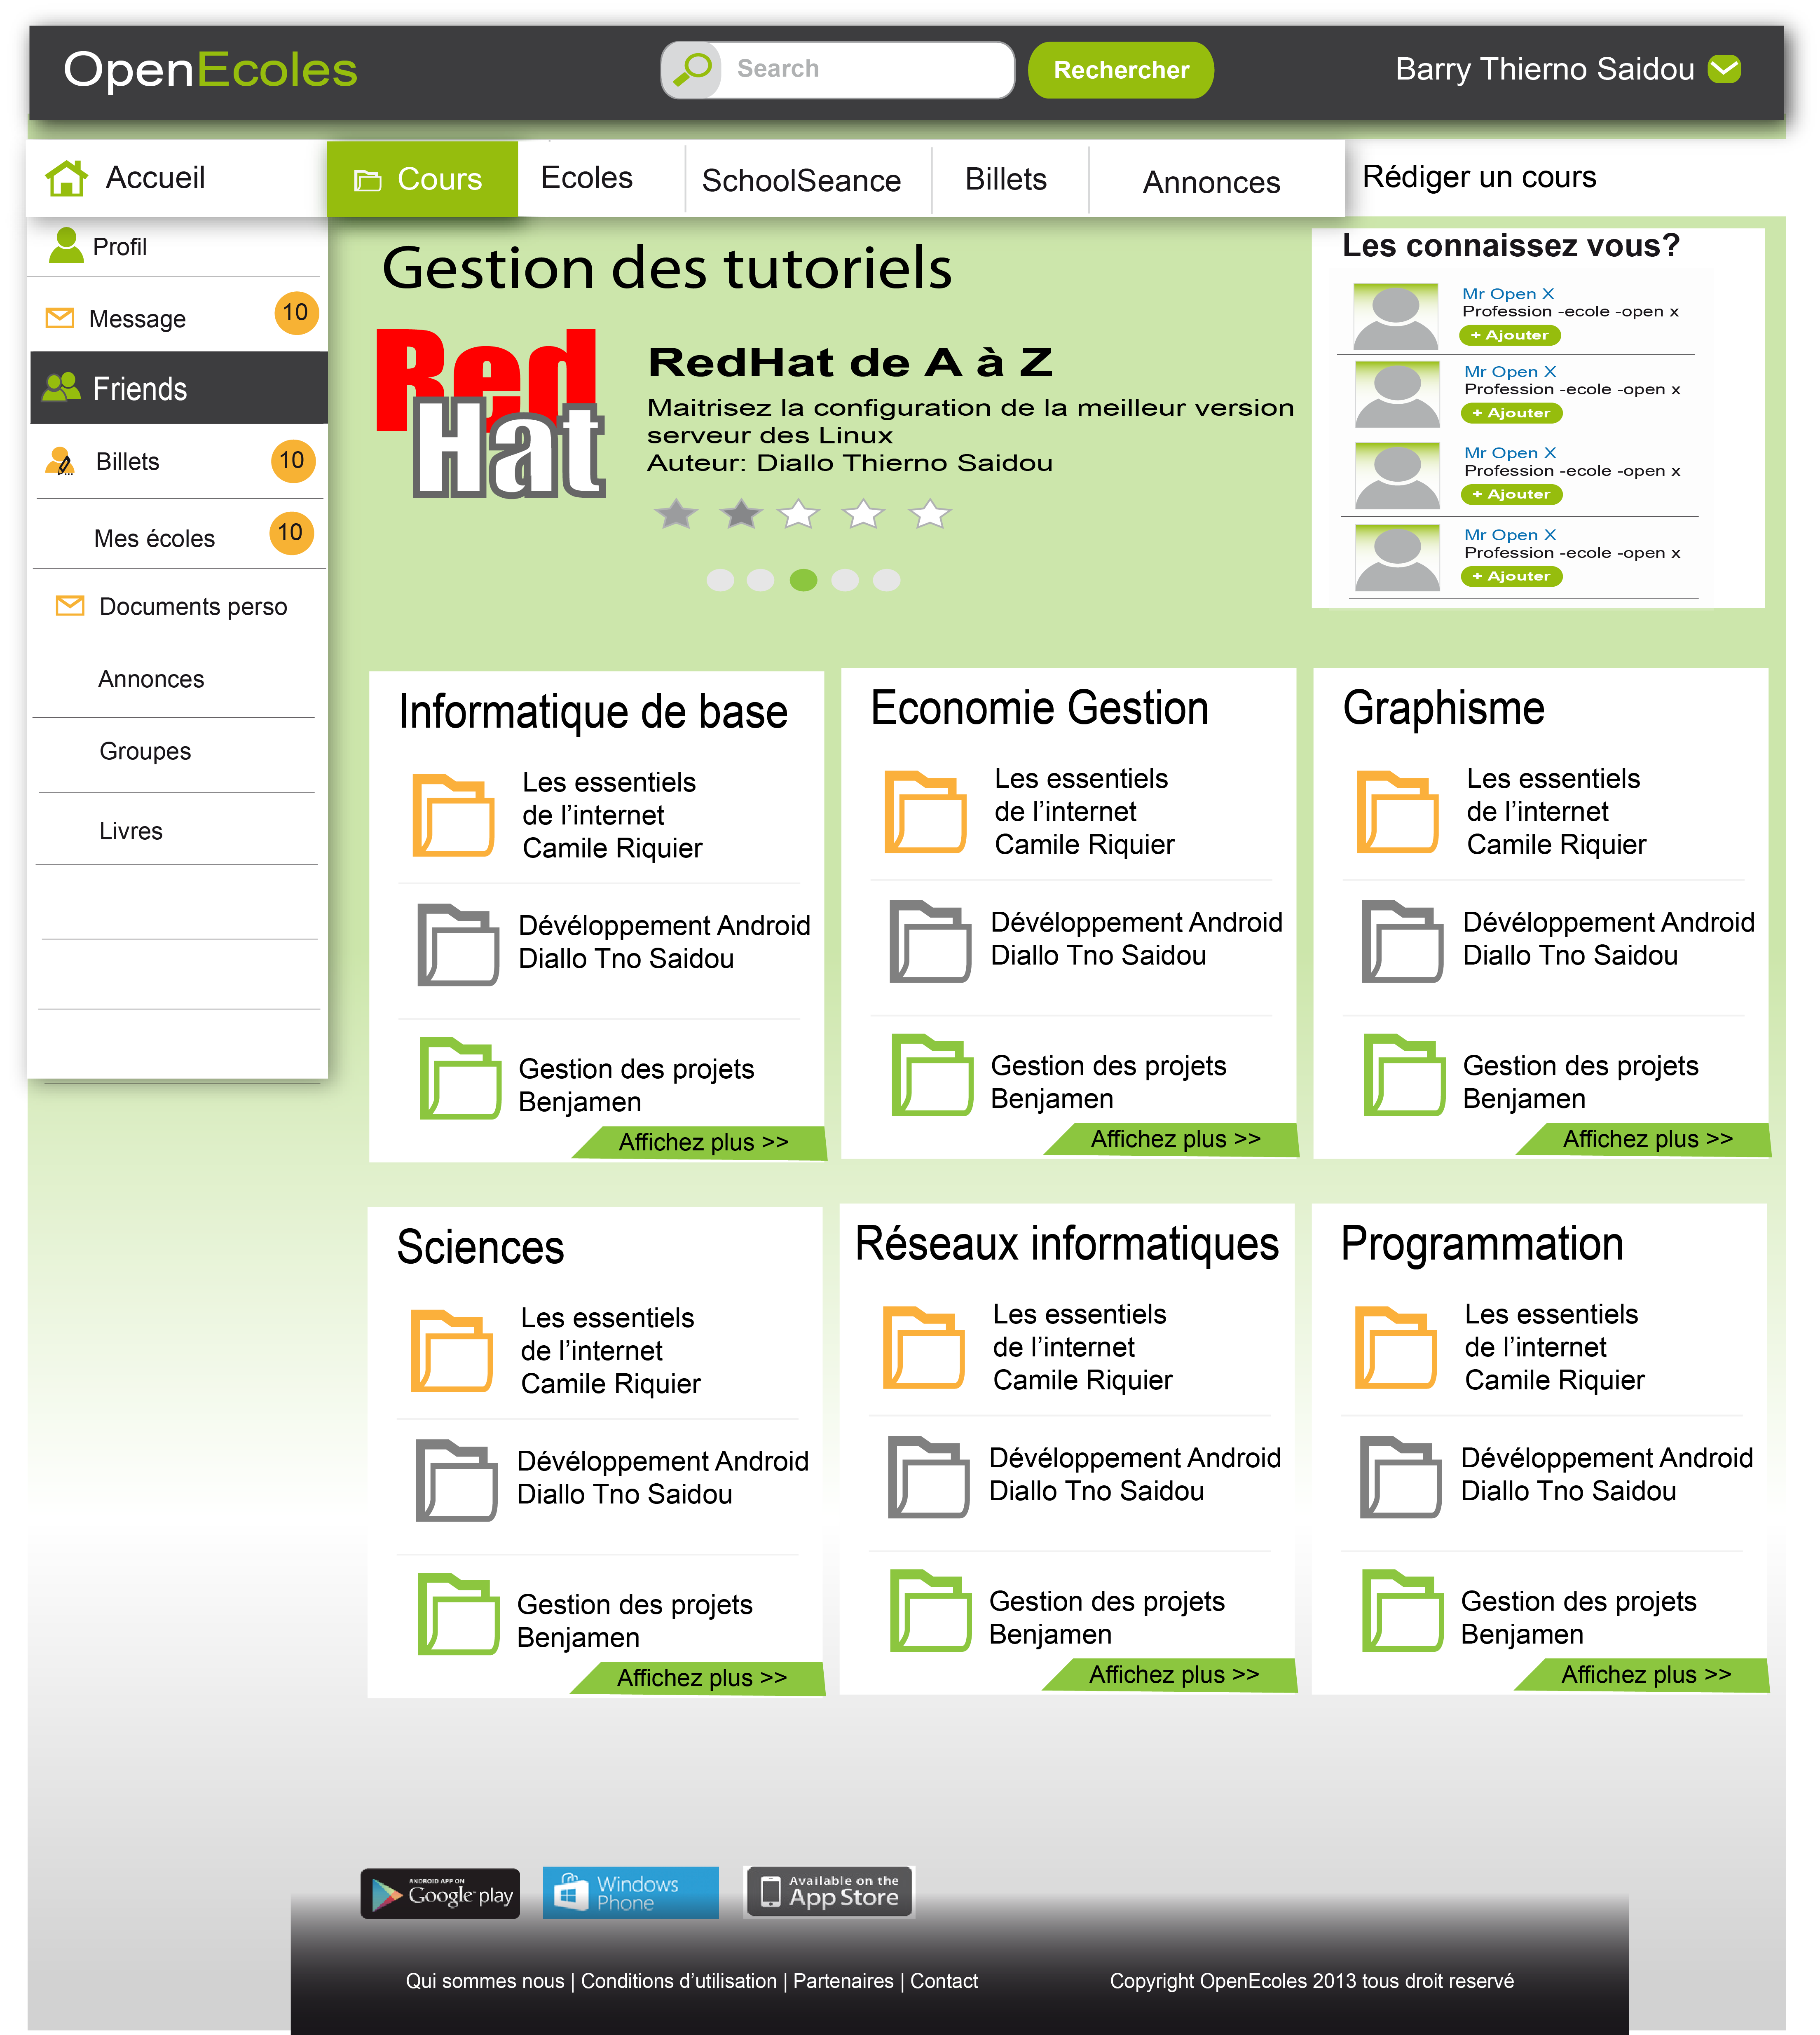 OpenEcoles
Search
Rechercher
Barry Thierno Saidou
Accueil
Cours
Ecoles
SchoolSeance
Billets
Annonces
Rédiger un cours
Profil
Message
10
Friends
Billets
10
Mes écoles
10
Documents perso
Annonces
Groupes
Livres
Gestion des tutoriels
Red
Hat
RedHat de A à Z
Maitrisez la configuration de la meilleur version
serveur des Linux
Auteur: Diallo Thierno Saidou
Les connaissez vous?
Mr Open X
Profession -ecole -open x
+ Ajouter
Mr Open X
Profession -ecole -open x
+ Ajouter
Mr Open X
Profession -ecole -open x
+ Ajouter
Mr Open X
Profession -ecole -open x
+ Ajouter
Informatique de base
Les essentiels
de l’internet
Camile Riquier
Dévéloppement Android
Diallo Tno Saidou
Gestion des projets
Benjamen
Affichez plus >>
Economie Gestion
Les essentiels
de l’internet
Camile Riquier
Dévéloppement Android
Diallo Tno Saidou
Gestion des projets
Benjamen
Affichez plus >>
Graphisme
Les essentiels
de l’internet
Camile Riquier
Dévéloppement Android
Diallo Tno Saidou
Gestion des projets
Benjamen
Affichez plus >>
Sciences
Les essentiels
de l’internet
Camile Riquier
Dévéloppement Android
Diallo Tno Saidou
Gestion des projets
Benjamen
Affichez plus >>
Réseaux informatiques
Les essentiels
de l’internet
Camile Riquier
Dévéloppement Android
Diallo Tno Saidou
Gestion des projets
Benjamen
Affichez plus >>
Programmation
Les essentiels
de l’internet
Camile Riquier
Dévéloppement Android
Diallo Tno Saidou
Gestion des projets
Benjamen
Affichez plus >>
ANDROID APP ON
Google play
Windows
Phone
Available on the
App Store
Qui sommes nous | Conditions d’utilisation | Partenaires | Contact
Copyright OpenEcoles 2013 tous droit reservé